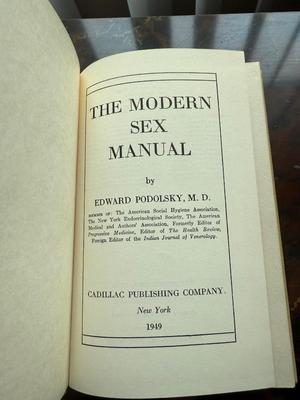 THE MODERN
SEX
MANUAL
by
EDWARD PODOLSKY, M. D.
MEMBER OF: The American Social Hygiene Association,
The New York Endocrinological Society, The American
Medical and Authors' Association, Formerly Editor of
Progressive Medicine, Editor of The Health Review,
Foreign Editor of the Indian Journal of Venerology.
CADILLAC PUBLISHING COMPANY
New York
1949